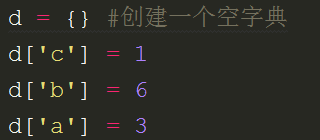 d = {} #创建一个空字典
d['c'] = 1
d['b'] = 6
d['a'] = 3